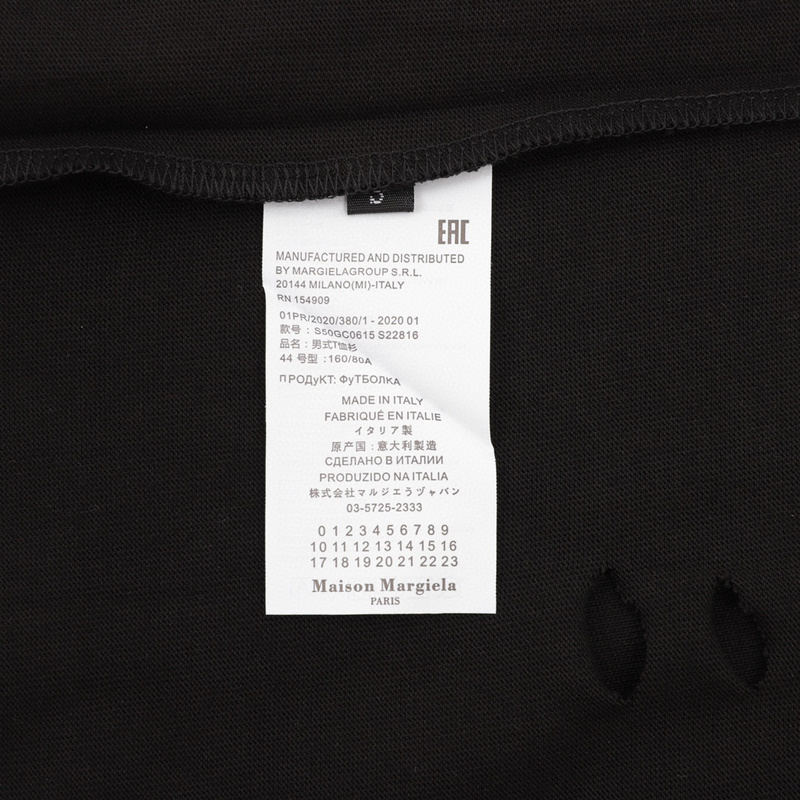 EAC
MANUFACTURED AND DISTRIBUTED
BY MARGIELAGROUP S.R.L.
20144 MILANO(MI)-ITALY
RN 154909
01PR/2020/380/1 - 2020 01
款号 : S50GC0615 S22816
品名: 男式T恤衫
44 号型 :160/80A
ПРОДуКТ: ФуТБОЛКА
MADE IN ITALY
FABRIQUÉ EN ITALIE
イタリア製
原产国 : 意大利製造
СДЕЛАНО В ИТАЛИИ
PRODUZIDO NA ITALIA
株式会社マルジエうヅャバン
03-5725-2333
0 1 2 3 4 5 6 7 8 9
10 11 12 13 14 15 16
17 18 19 20 21 22 23
Maison Margiela
PARIS